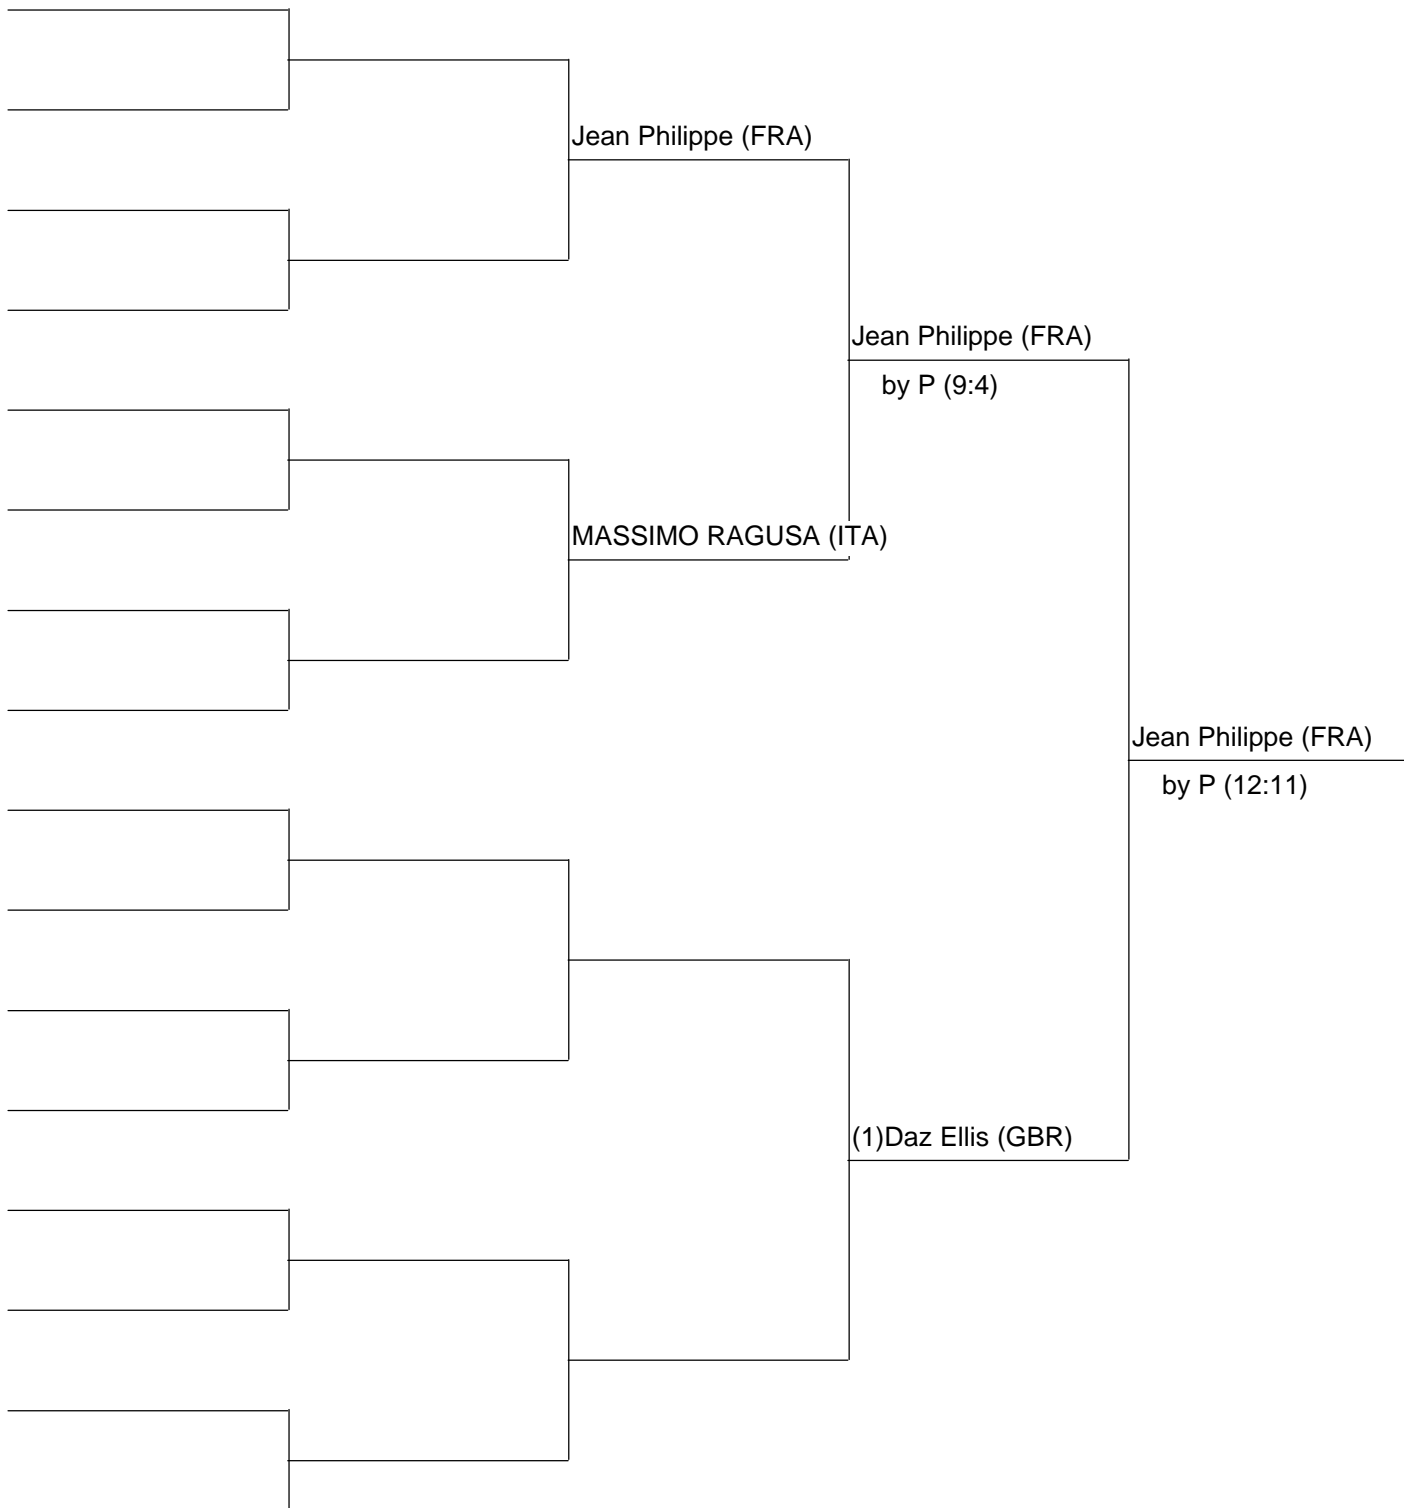 Jean Philippe (FRA)
Jean Philippe (FRA)
by P (9:4)
MASSIMO RAGUSA (ITA)
Jean Philippe (FRA)
by P (12:11)
(1)Daz Ellis (GBR)